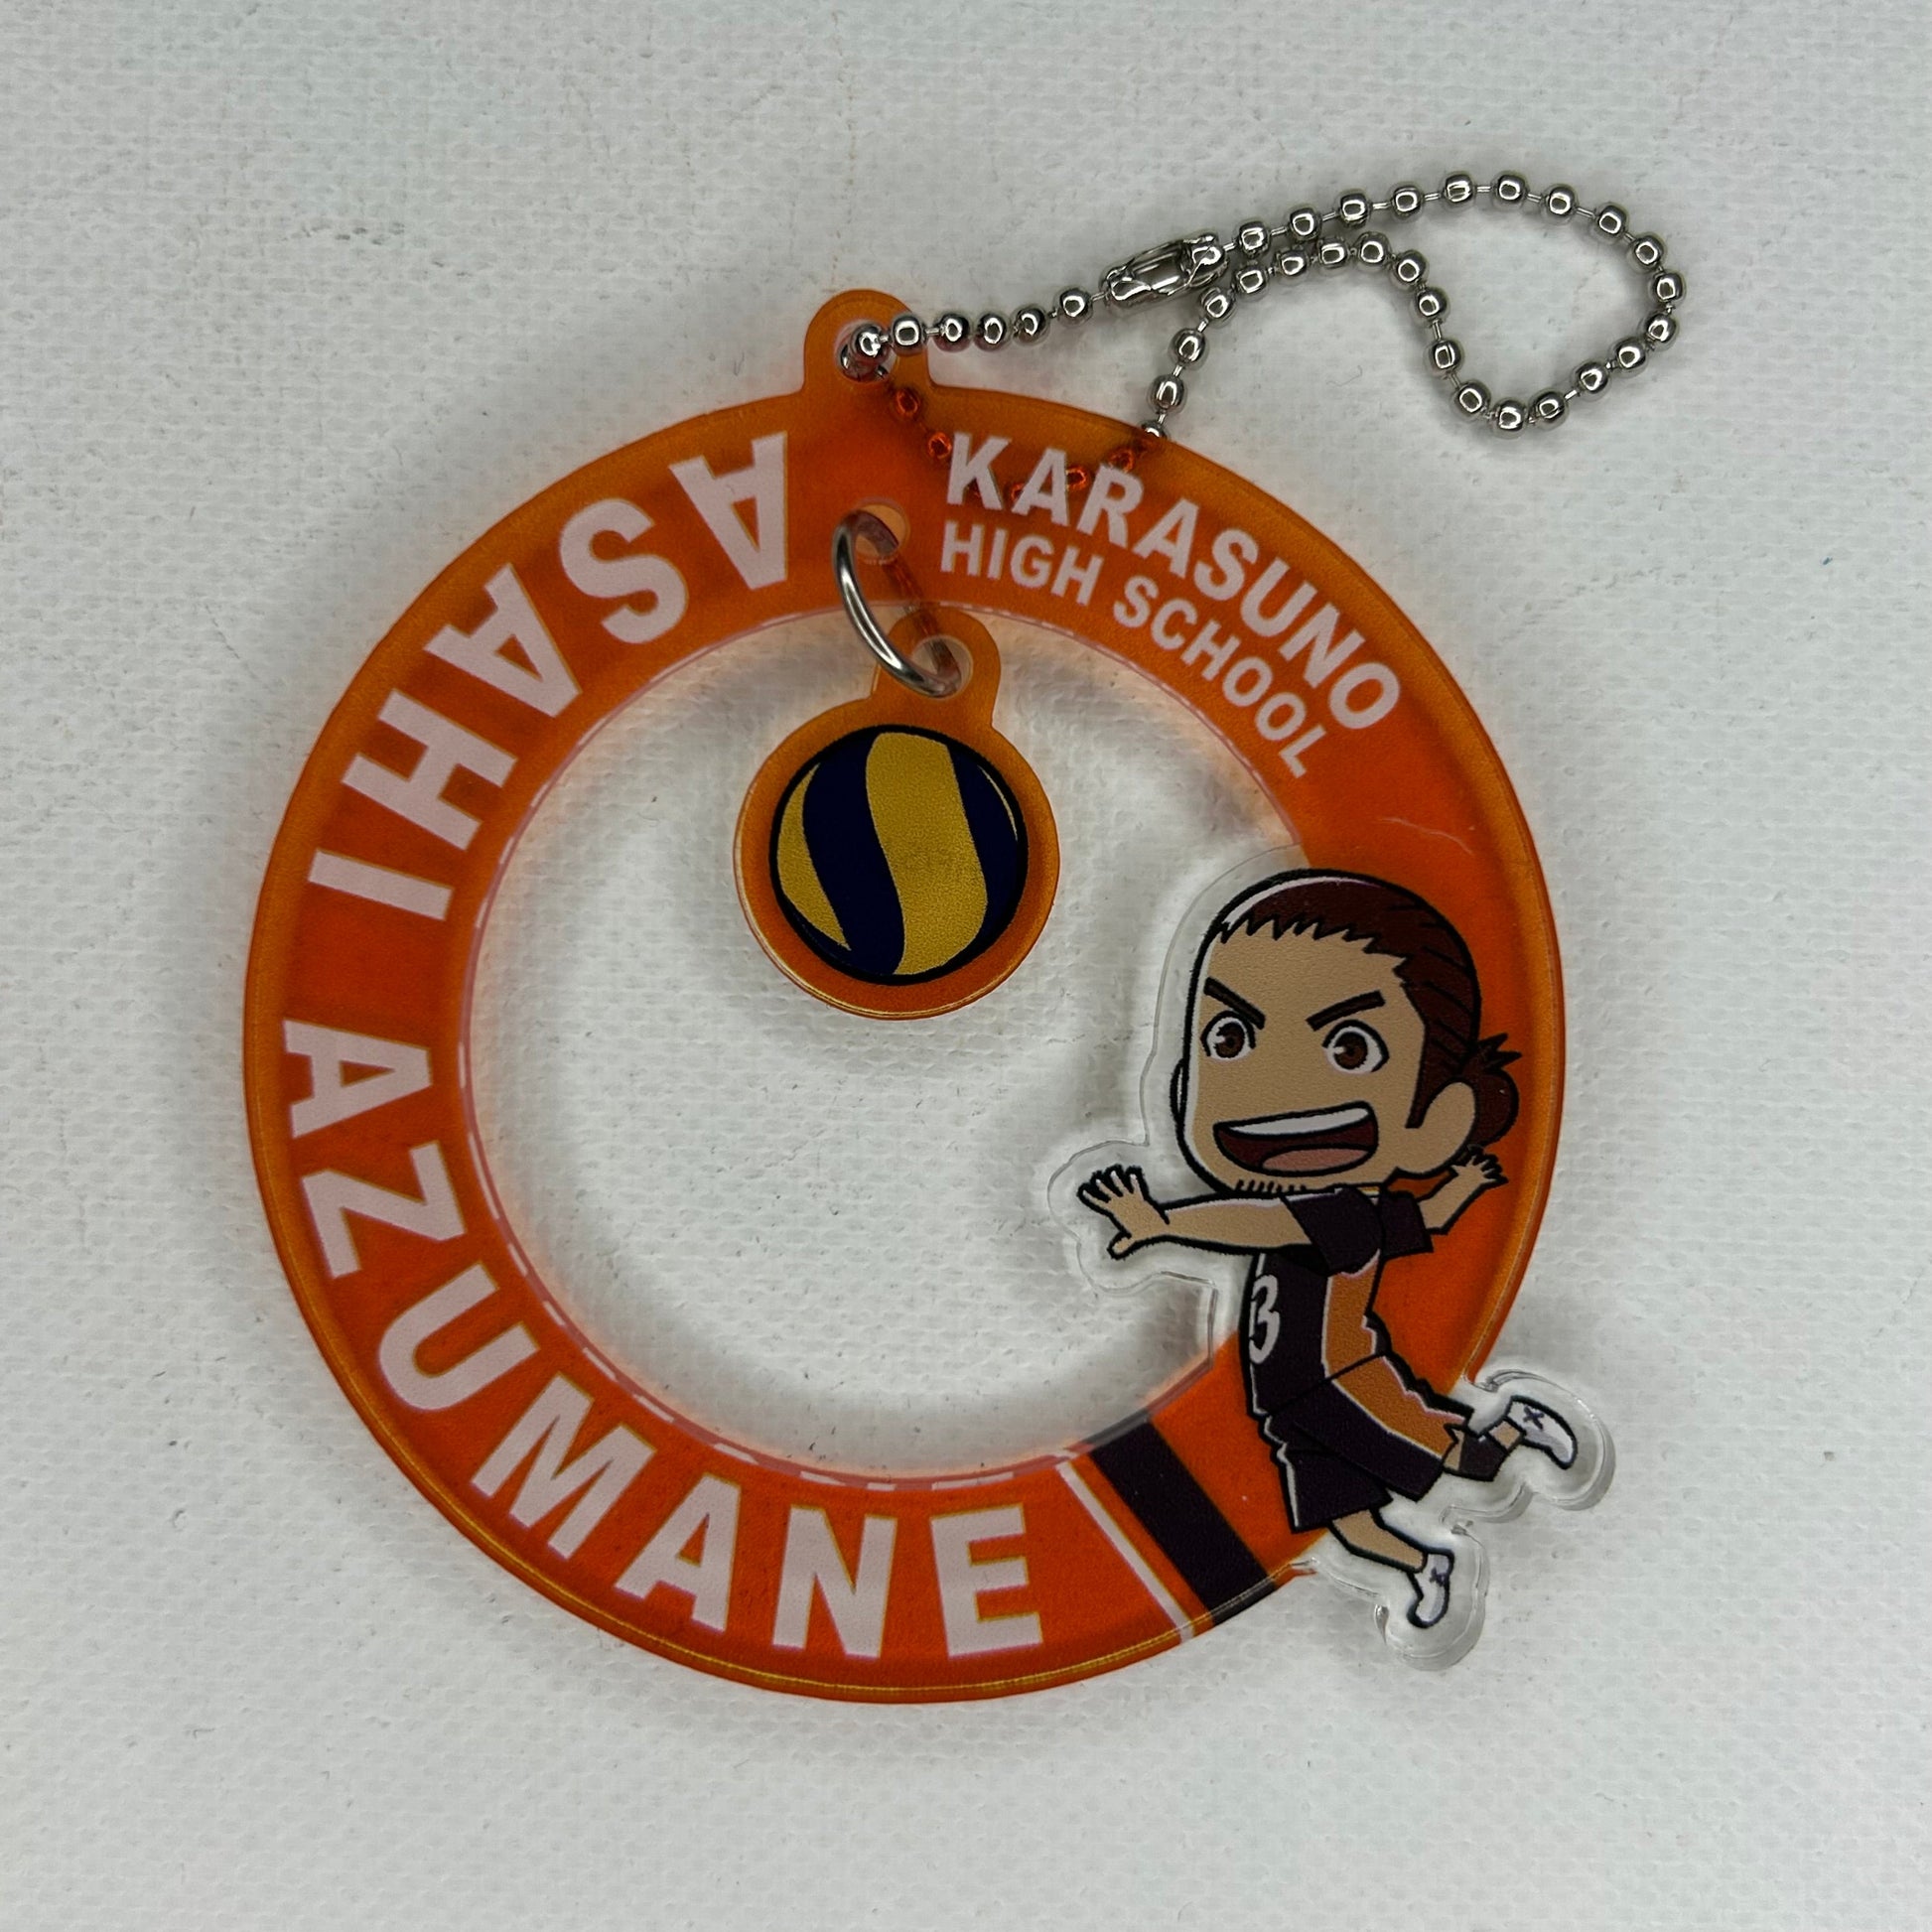 KARASUNO
HIGH SCHOOL
ASAHI AZUMANE
3